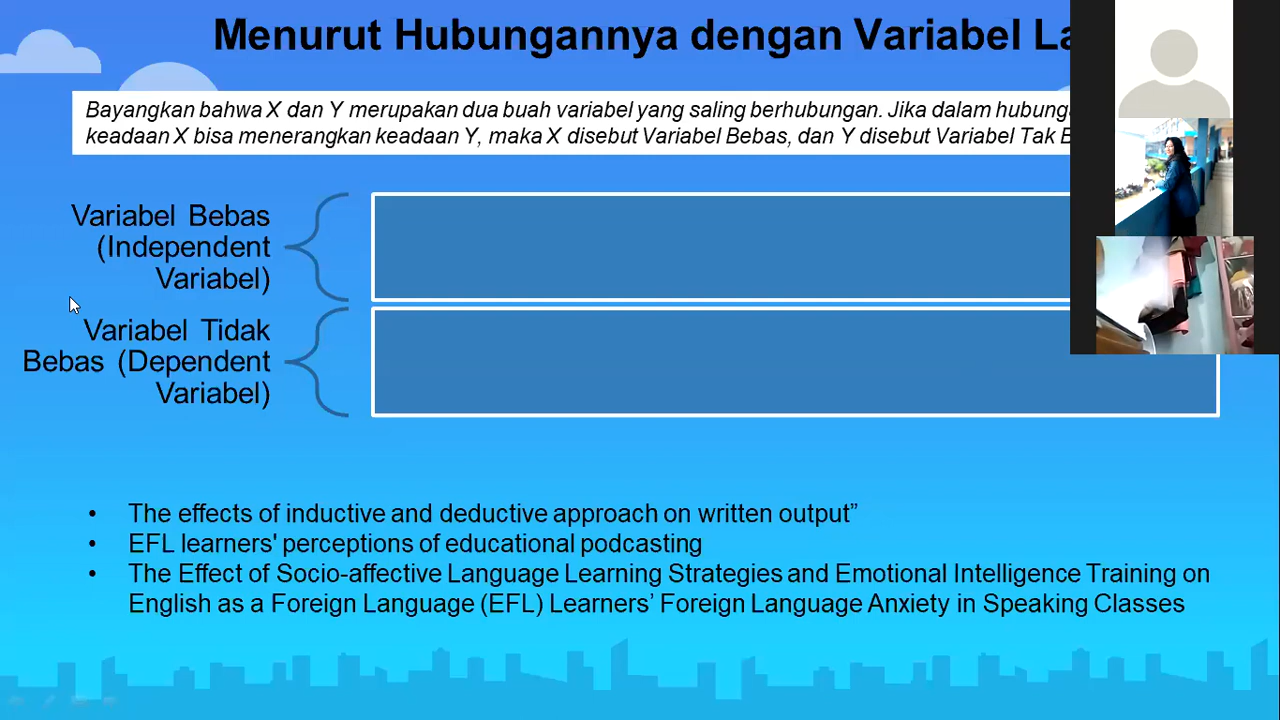 Menurut Hubungannya dengan Variabel
Bayangkan bahwa X dan Y merupakan dua buah variabel yang saling berhubungan. Jika dalam
keadaan X bisa menerangkan keadaan Y, maka X disebut Variabel Bebas, dan Y disebut Variabel Tak
Variabel Bebas
(Independent
Variabel)
Variabel Tidak
Bebas (Dependent
Variabel)
• The effects of inductive and deductive approach on written output”
• EFL learners' perceptions of educational podcasting
• The Effect of Socio-affective Language Learning Strategies and Emotional Intelligence Training on
English as a Foreign Language (EFL) Learners’ Foreign Language Anxiety in Speaking Classes